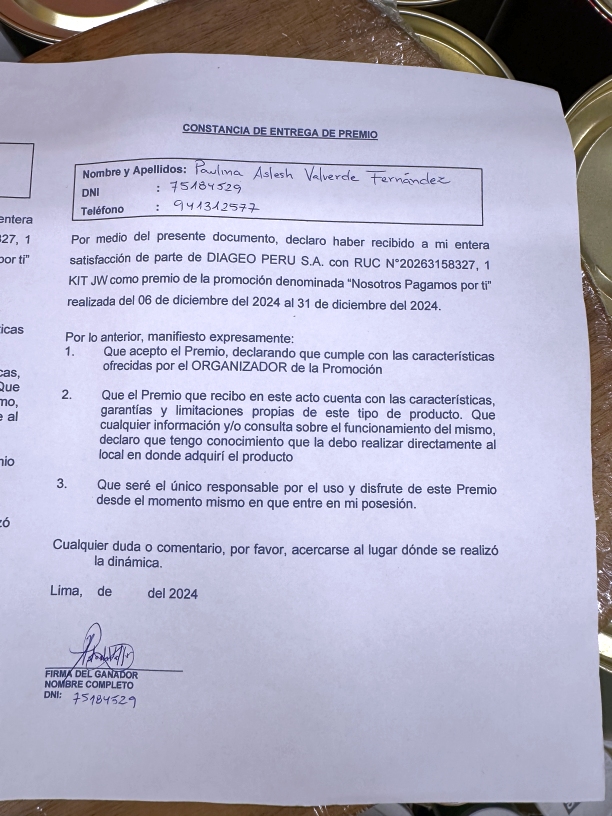 CONSTANCIA DE ENTREGA DE PREMIO
Nombre y Apellidos: Paulina Aslesh Valverde Fernández
DNI : 75184529
Teléfono : 941312577
Por medio del presente documento, declaro haber recibido a mi entera
satisfacción de parte de DIAGEO PERU S.A. con RUC N°20263158327, 1
KIT JW como premio de la promoción denominada "Nosotros Pagamos por ti"
realizada del 06 de diciembre del 2024 al 31 de diciembre del 2024.
Por lo anterior, manifiesto expresamente:
1. Que acepto el Premio, declarando que cumple con las características
ofrecidas por el ORGANIZADOR de la Promoción
2. Que el Premio que recibo en este acto cuenta con las características,
garantías y limitaciones propias de este tipo de producto. Que
cualquier información y/o consulta sobre el funcionamiento del mismo,
declaro que tengo conocimiento que la debo realizar directamente al
local en donde adquirí el producto
3. Que seré el único responsable por el uso y disfrute de este Premio
desde el momento mismo en que entre en mi posesión.
Cualquier duda o comentario, por favor, acercarse al lugar dónde se realizó
la dinámica.
Lima, de del 2024
FIRMA DEL GANADOR
NOMBRE COMPLETO
DNI: 75184529
entera
327, 1
por ti"
icas
cas,
Que
mo,
e al
nio
zó